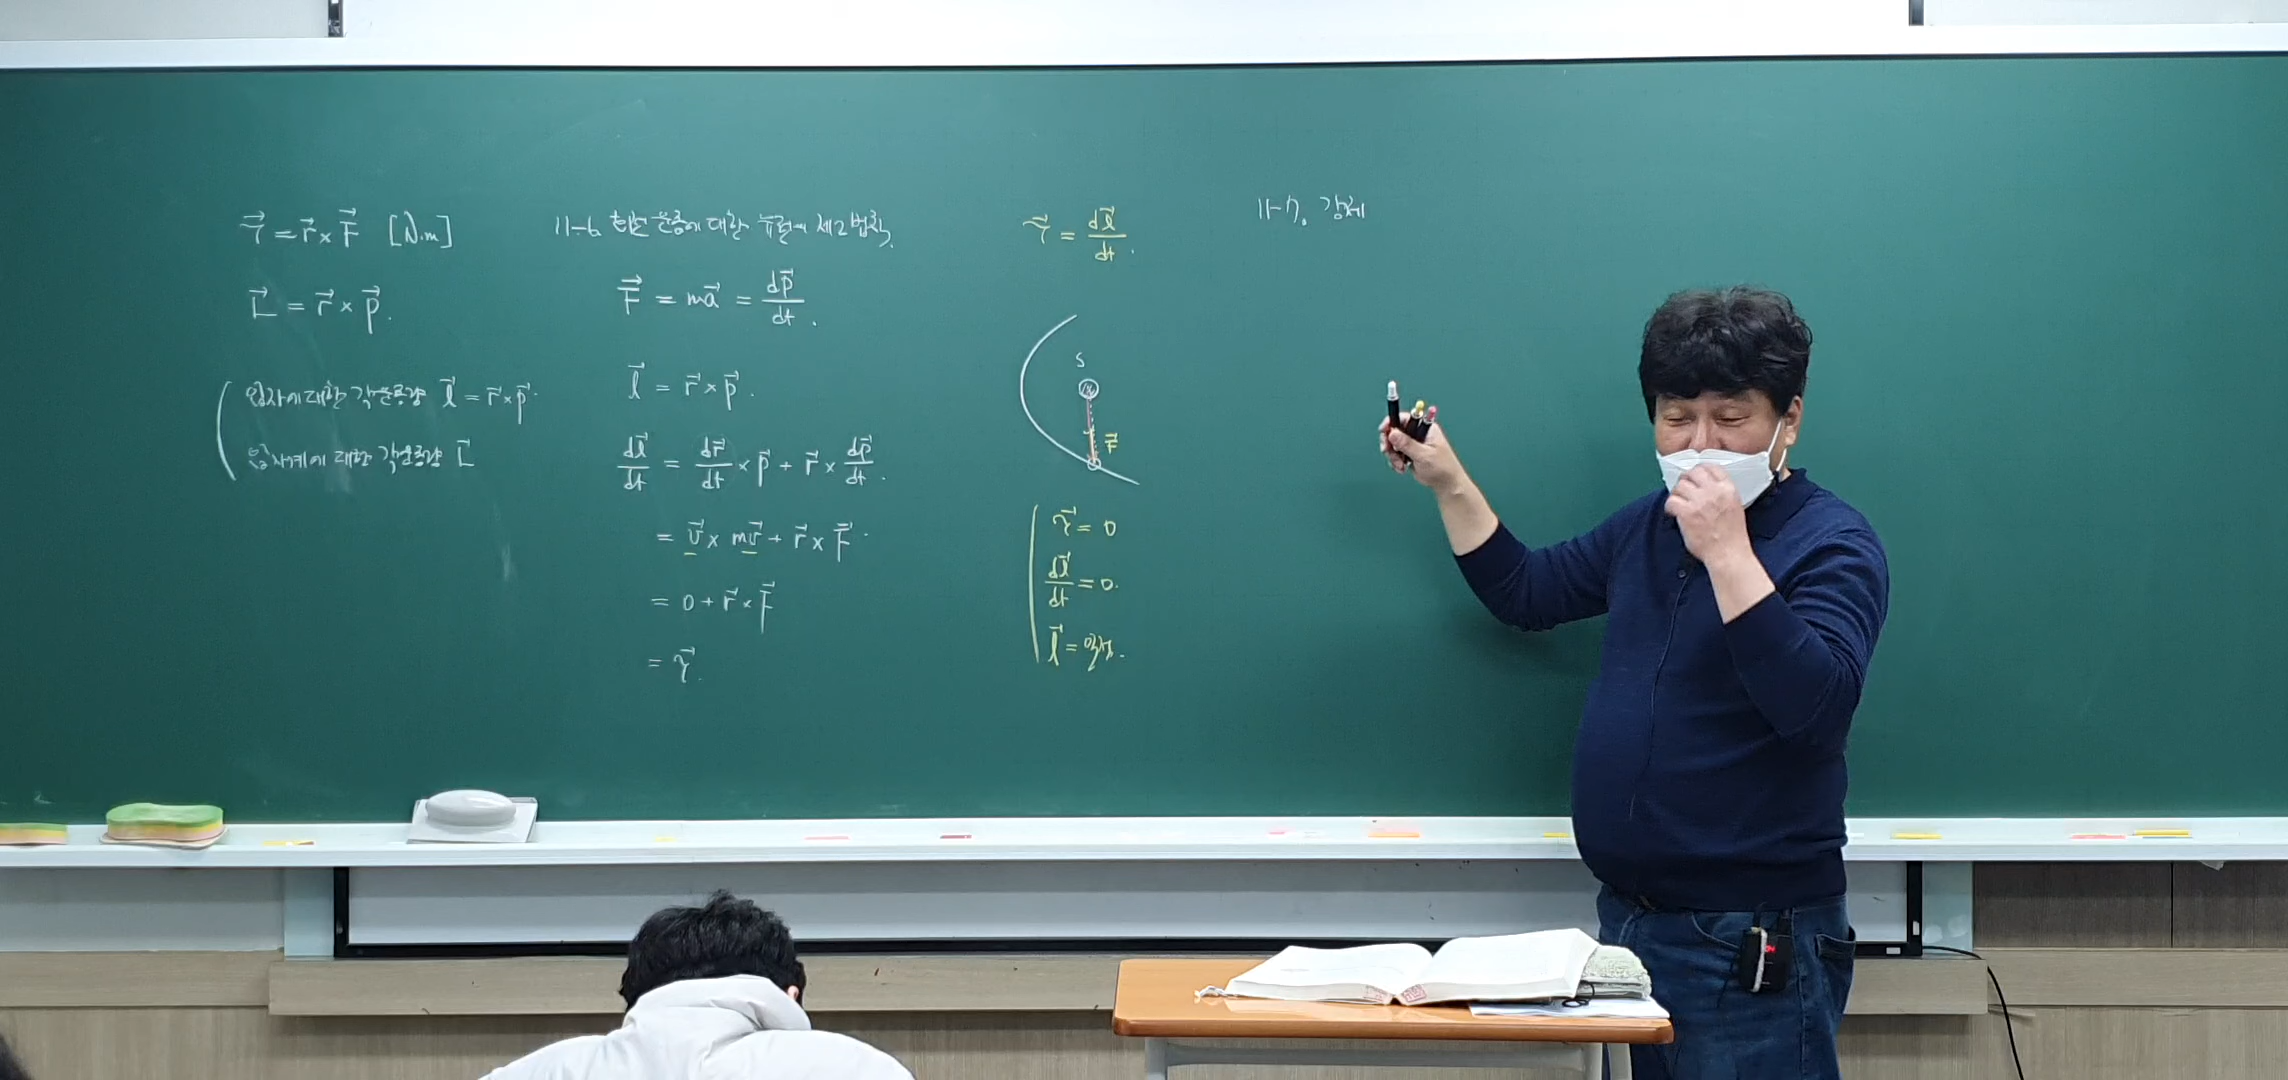 τ⃗ = r⃗ × F⃗ [N.m]
L⃗ = r⃗ × p⃗.
입자에 대한 각운동량 l⃗ = r⃗ × p⃗.
입자계에 대한 각운동량 L⃗
11-6. 회전 운동에 대한 뉴턴의 제2법칙.
F⃗ = ma⃗ = dp⃗/dt.
l⃗ = r⃗ × p⃗.
dl⃗/dt = dr⃗/dt × p⃗ + r⃗ × dp⃗/dt.
= v⃗ × mv⃗ + r⃗ × F⃗.
= 0 + r⃗ × F⃗
= τ⃗.
τ⃗ = dl⃗/dt.
S
F⃗
τ⃗ = 0
dl⃗/dt = 0.
l⃗ = 일정.
11-7. 강체